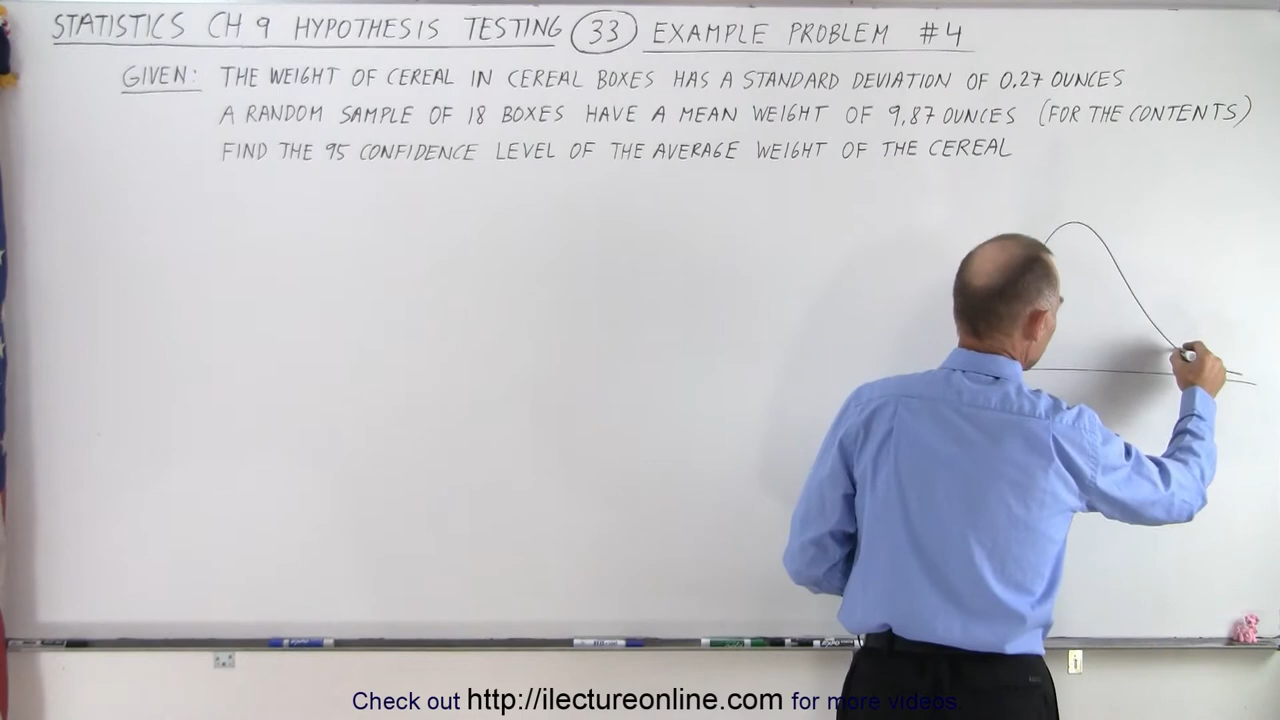 STATISTICS CH 9 HYPOTHESIS TESTING 33 EXAMPLE PROBLEM #4
GIVEN: THE WEIGHT OF CEREAL IN CEREAL BOXES HAS A STANDARD DEVIATION OF 0.27 OUNCES
A RANDOM SAMPLE OF 18 BOXES HAVE A MEAN WEIGHT OF 9.87 OUNCES (FOR THE CONTENTS)
FIND THE 95 CONFIDENCE LEVEL OF THE AVERAGE WEIGHT OF THE CEREAL
Check out http://ilectureonline.com for more videos.